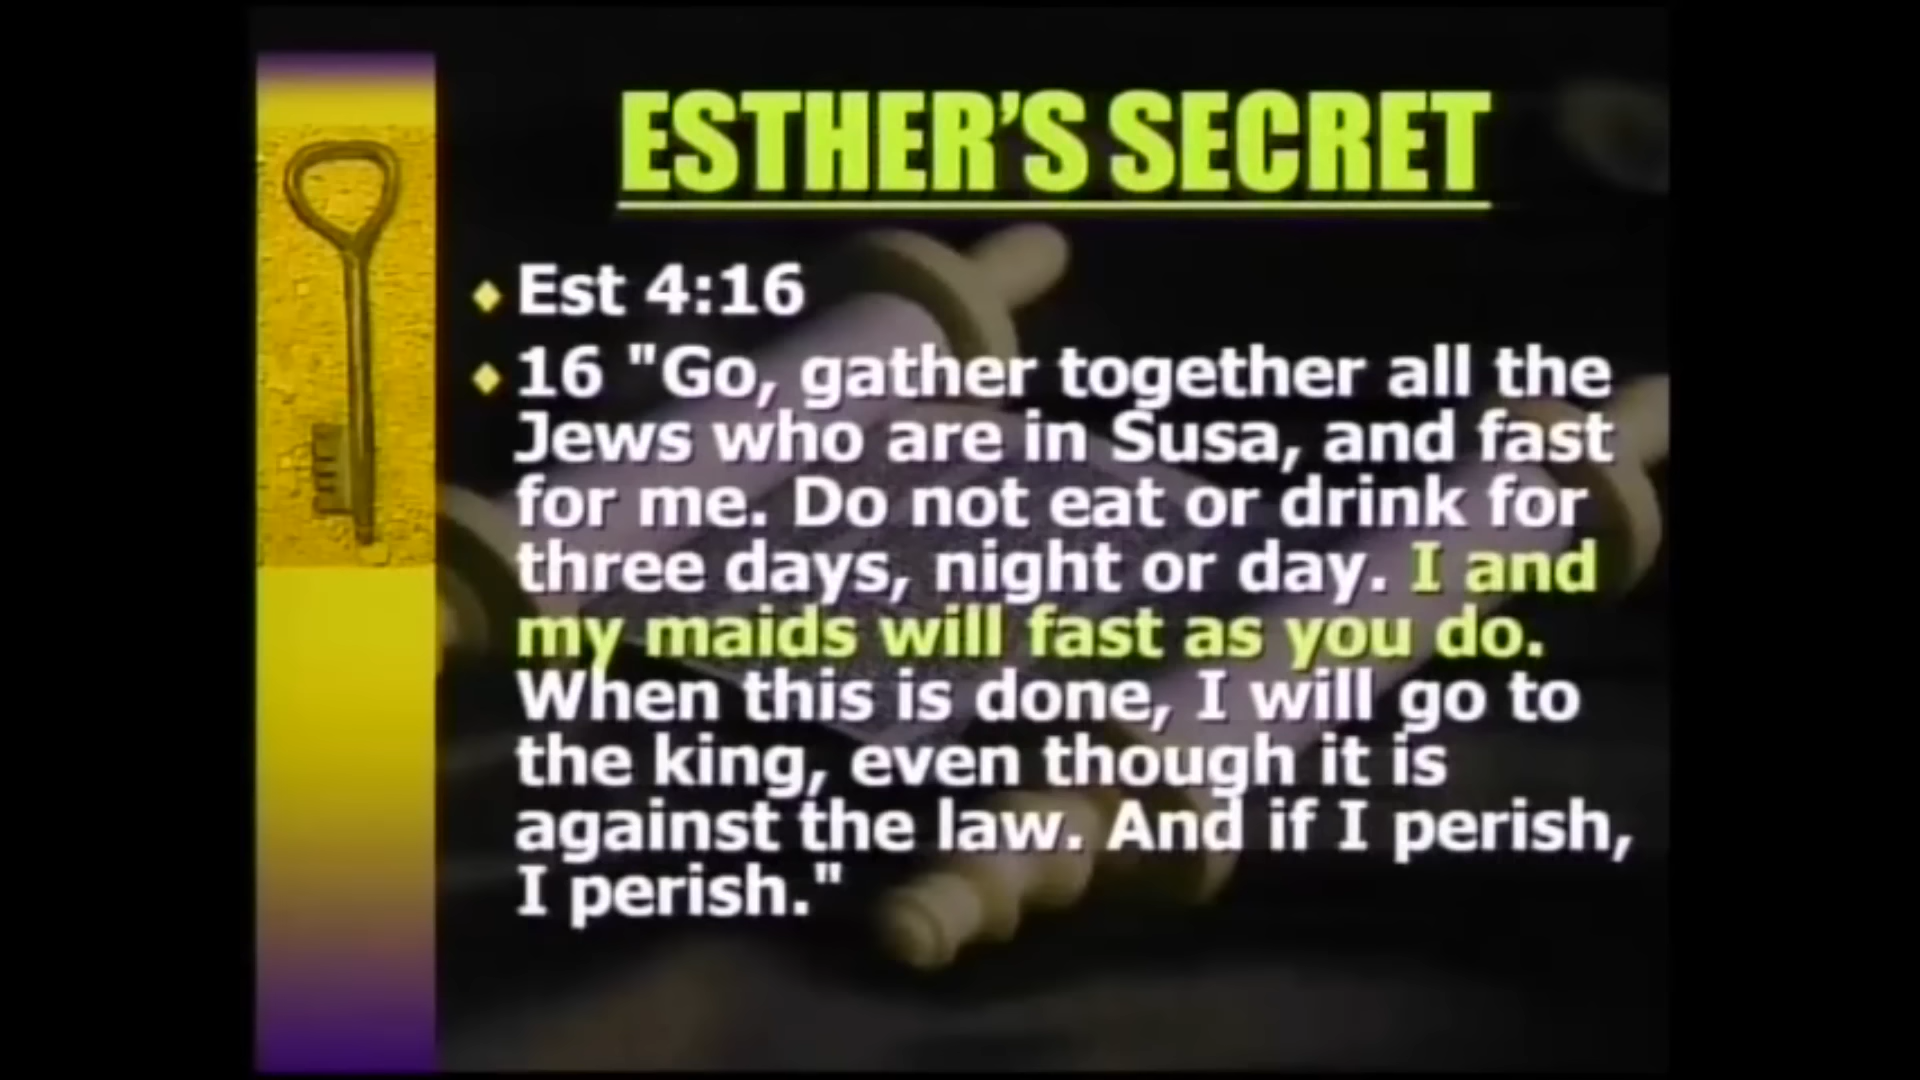 ESTHER'S SECRET
Est 4:16
16 "Go, gather together all the
Jews who are in Susa, and fast
for me. Do not eat or drink for
three days, night or day. I and
my maids will fast as you do.
When this is done, I will go to
the king, even though it is
against the law. And if I perish,
I perish."